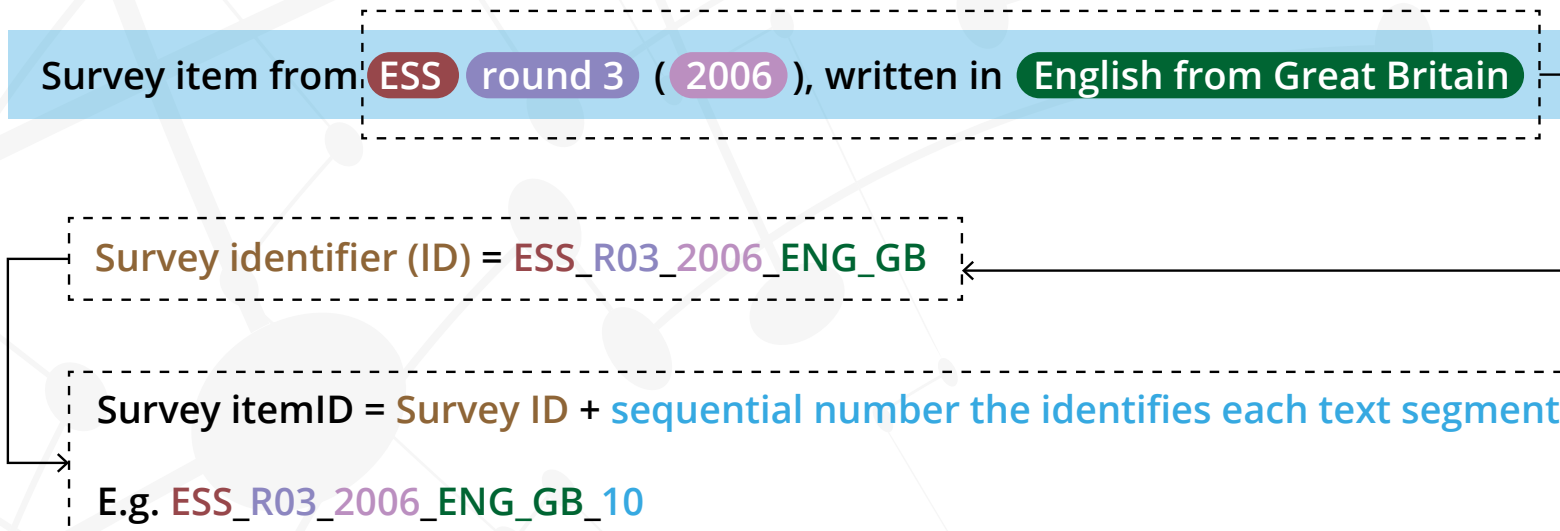 Survey item from ESS round 3 (2006), written in English from Great Britain
Survey identifier (ID) = ESS_R03_2006_ENG_GB
Survey itemID = Survey ID + sequential number the identifies each text segment
E.g. ESS_R03_2006_ENG_GB_10